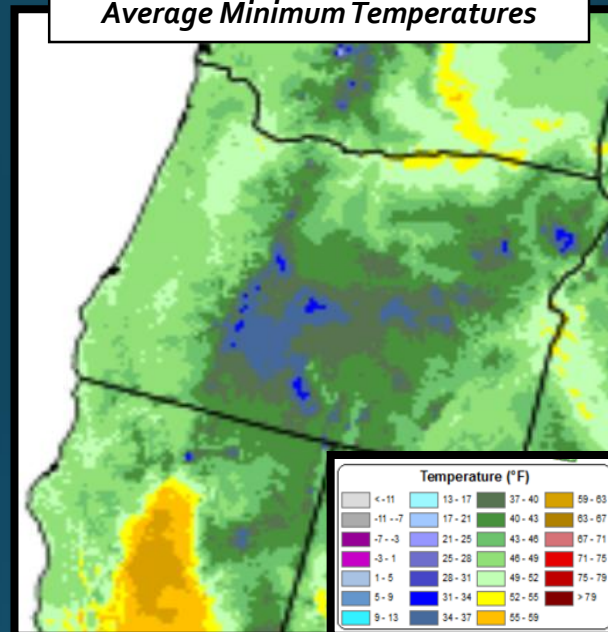 Average Minimum Temperatures
Temperature (°F)
< -11 13 - 17 37 - 40 59 - 63
-11 - -7 17 - 21 40 - 43 63 - 67
-7 - -3 21 - 25 43 - 46 67 - 71
-3 - 1 25 - 28 46 - 49 71 - 75
1 - 5 28 - 31 49 - 52 75 - 79
5 - 9 31 - 34 52 - 55 > 79
9 - 13 34 - 37 55 - 59